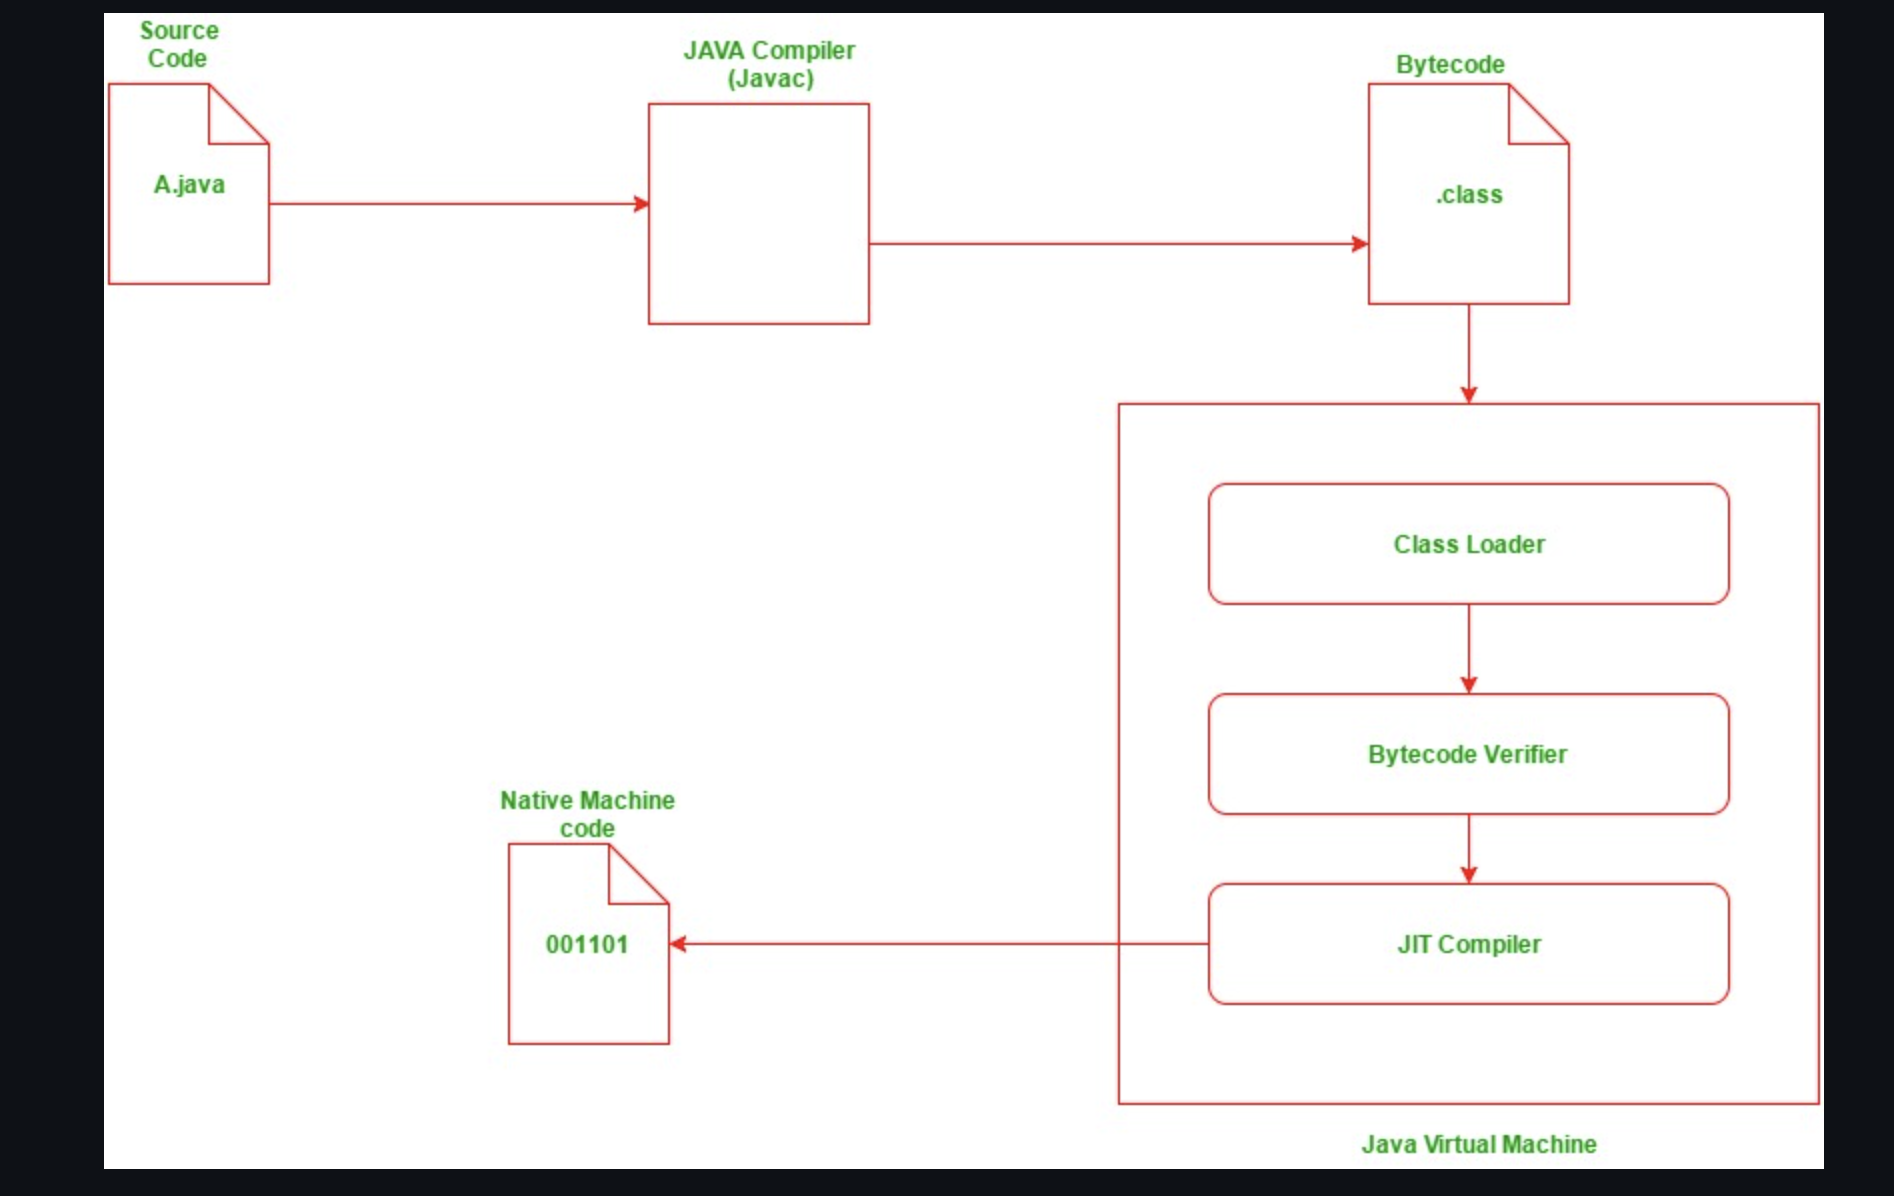 Source
Code
A.java
JAVA Compiler
(Javac)
Bytecode
.class
Class Loader
Bytecode Verifier
JIT Compiler
Java Virtual Machine
Native Machine
code
001101